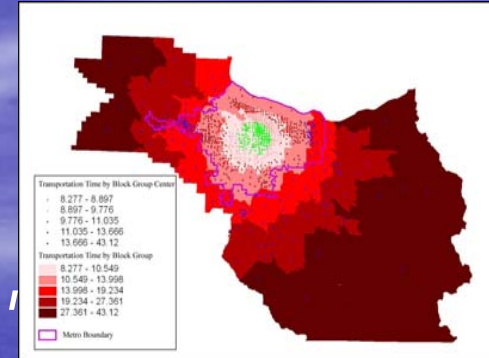 Transportation Time by Block Group Center
8.277 - 8.897
8.897 - 9.776
9.776 - 11.035
11.035 - 13.666
13.666 - 43.12
Transportation Time by Block Group
8.277 - 10.549
10.549 - 13.998
13.998 - 19.234
19.234 - 27.361
27.361 - 43.12
Metro Boundary